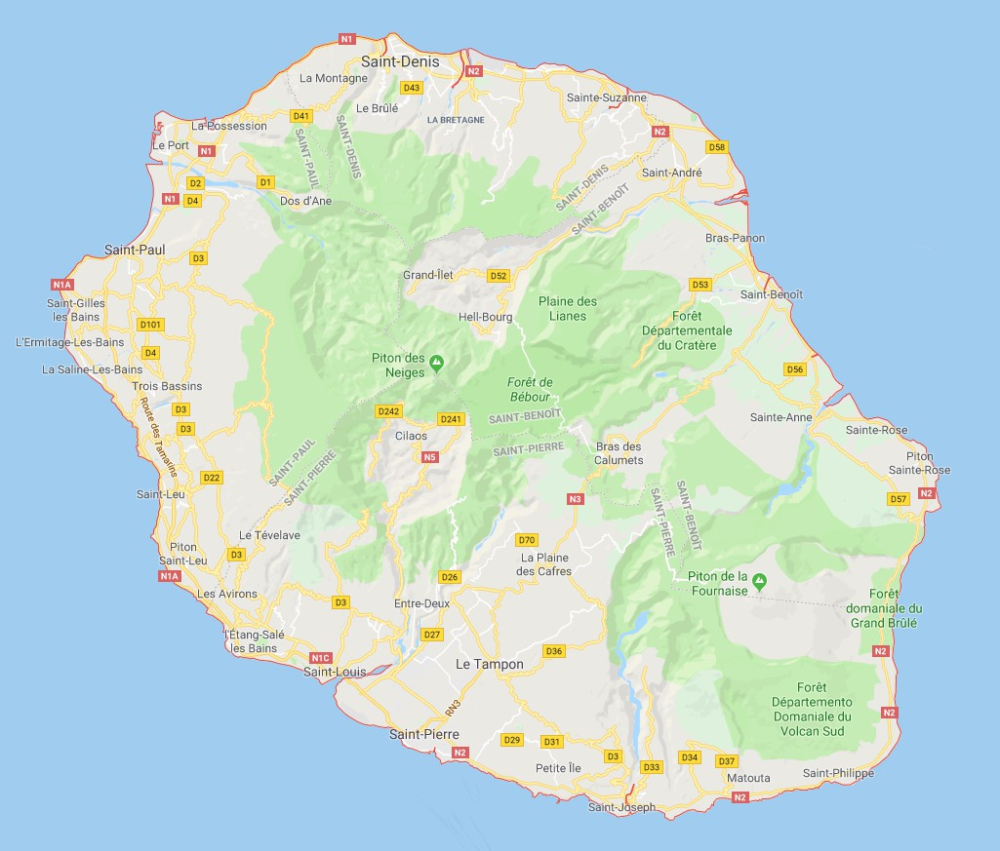 N1
Saint-Denis
N2
La Montagne
D43
Le Brûlé
Sainte-Suzanne
D41
LA BRETAGNE
La Possession
N2
Le Port
N1
SAINT-PAUL
SAINT-DENIS
D58
Saint-André
D2
D1
SAINT-DENIS
SAINT-BENOÎT
N1
D4
Dos d'Ane
Bras-Panon
Saint-Paul
D3
Grand-Îlet
D52
N1A
D53
Saint-Benoît
Saint-Gilles
les Bains
Plaine des
Lianes
Hell-Bourg
D101
Forêt
Départementale
du Cratère
L'Ermitage-Les-Bains
D4
La Saline-Les-Bains
Piton des
Neiges
D56
Trois Bassins
Forêt de
Bébour
D3
D242
D241
SAINT-BENOÎT
Sainte-Anne
D3
Route des Tamarins
Cilaos
Sainte-Rose
N5
SAINT-PIERRE
Bras des
Calumets
SAINT-PAUL
SAINT-PIERRE
Piton
Sainte-Rose
D22
Saint-Leu
N3
N2
D57
SAINT-BENOÎT
SAINT-PIERRE
Le Tévelave
D70
Piton
Saint-Leu
D3
La Plaine
des Cafres
N1A
D26
Piton de la
Fournaise
Les Avirons
D3
Entre-Deux
Forêt
domaniale du
Grand Brûlé
l'Étang-Salé
les Bains
D27
D36
N2
N1C
Saint-Louis
Le Tampon
Forêt
Départemento
Domaniale du
Volcan Sud
RN3
N2
Saint-Pierre
D29
D31
N2
D3
D34
D37
D33
Petite Île
Matouta
Saint-Philippe
N2
Saint-Joseph